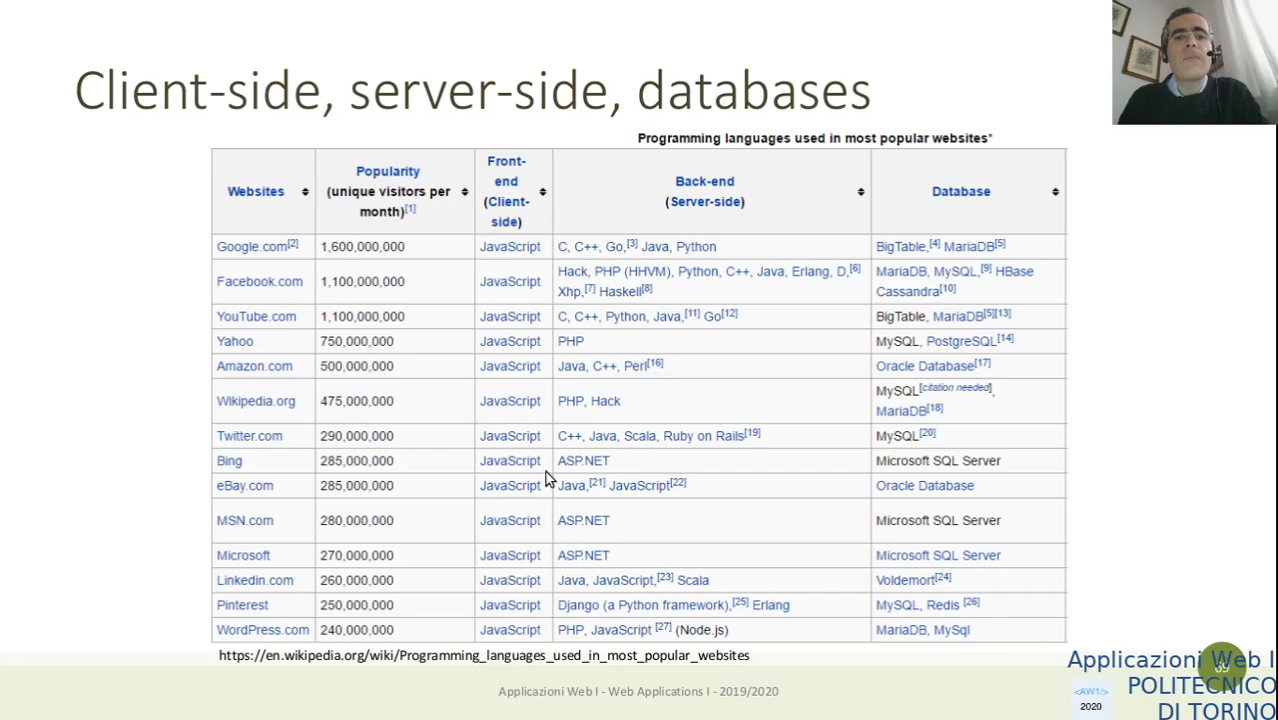 Client-side, server-side, databases
Programming languages used in most popular websites*
Websites
Popularity
(unique visitors per
month)[1]
Front-
end
(Client-
side)
Back-end
(Server-side)
Database
Google.com[2] 1,600,000,000 JavaScript C, C++, Go,[3] Java, Python BigTable,[4] MariaDB[5]
Facebook.com 1,100,000,000 JavaScript Hack, PHP (HHVM), Python, C++, Java, Erlang, D,[6] MariaDB, MySQL,[9] HBase
Xhp,[7] Haskell[8] Cassandra[10]
YouTube.com 1,100,000,000 JavaScript C, C++, Python, Java,[11] Go[12] BigTable, MariaDB[5][13]
Yahoo 750,000,000 JavaScript PHP MySQL, PostgreSQL[14]
Amazon.com 500,000,000 JavaScript Java, C++, Perl[16] Oracle Database[17]
Wikipedia.org 475,000,000 JavaScript PHP, Hack MySQL[citation needed],
MariaDB[18]
Twitter.com 290,000,000 JavaScript C++, Java, Scala, Ruby on Rails[19] MySQL[20]
Bing 285,000,000 JavaScript ASP.NET Microsoft SQL Server
eBay.com 285,000,000 JavaScript Java,[21] JavaScript[22] Oracle Database
MSN.com 280,000,000 JavaScript ASP.NET Microsoft SQL Server
Microsoft 270,000,000 JavaScript ASP.NET Microsoft SQL Server
Linkedin.com 260,000,000 JavaScript Java, JavaScript,[23] Scala Voldemort[24]
Pinterest 250,000,000 JavaScript Django (a Python framework),[25] Erlang MySQL, Redis [26]
WordPress.com 240,000,000 JavaScript PHP, JavaScript [27] (Node.js) MariaDB, MySql
https://en.wikipedia.org/wiki/Programming_languages_used_in_most_popular_websites
Applicazioni Web I - Web Applications I - 2019/2020
69
Applicazioni Web I
POLITECNICO
DI TORINO
<AW1/>
2020